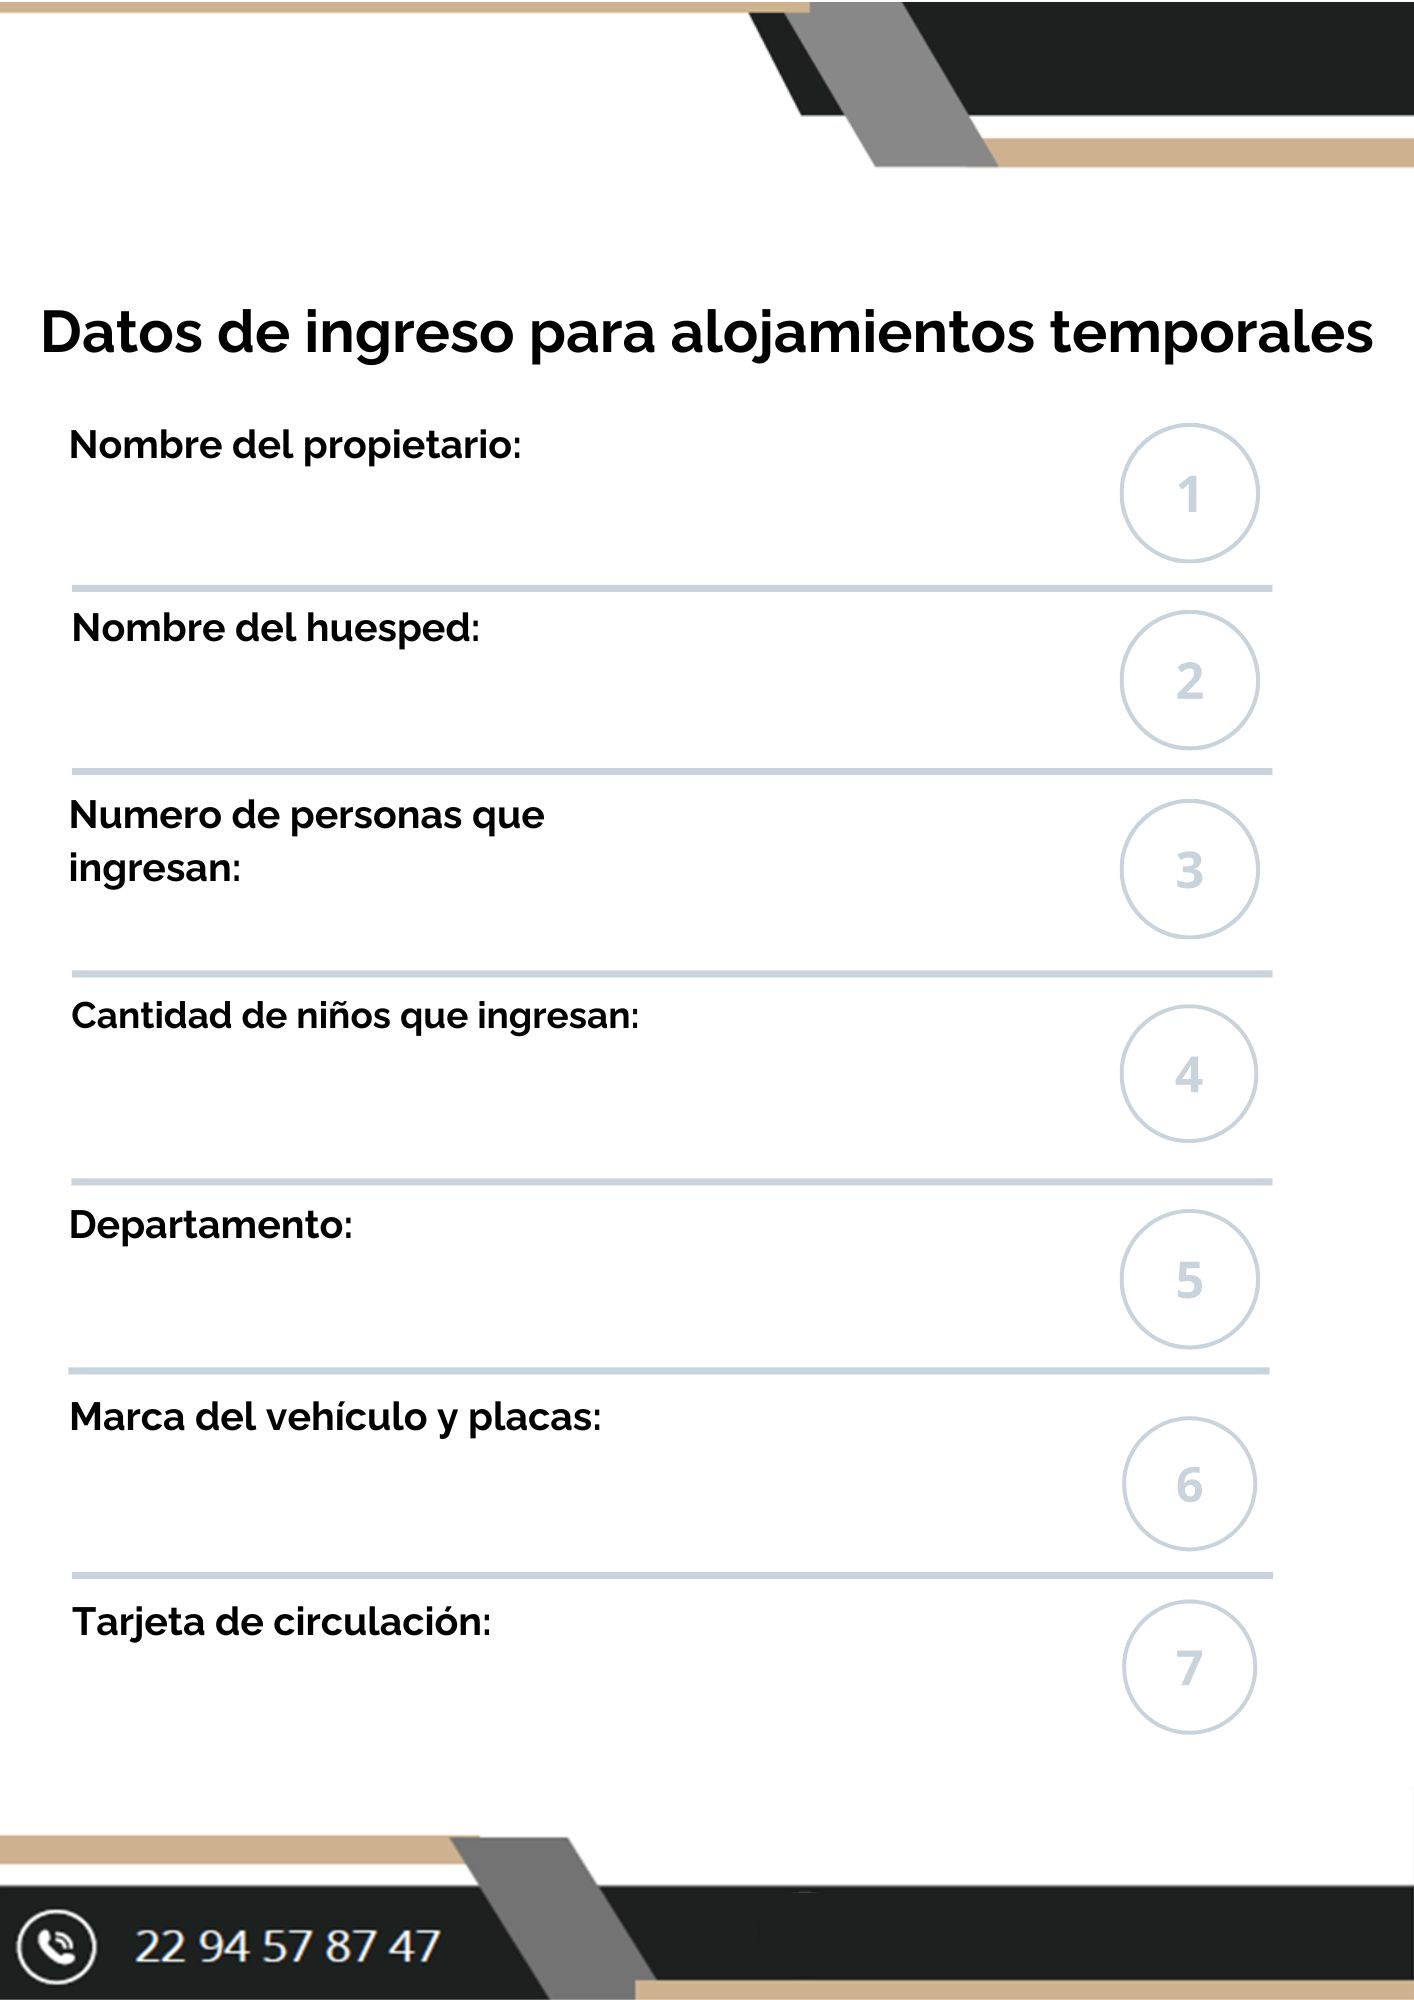 Datos de ingreso para alojamientos temporales
Nombre del propietario:
1
Nombre del huesped:
2
Numero de personas que
ingresan:
3
Cantidad de niños que ingresan:
4
Departamento:
5
Marca del vehículo y placas:
6
Tarjeta de circulación:
7
22 94 57 87 47